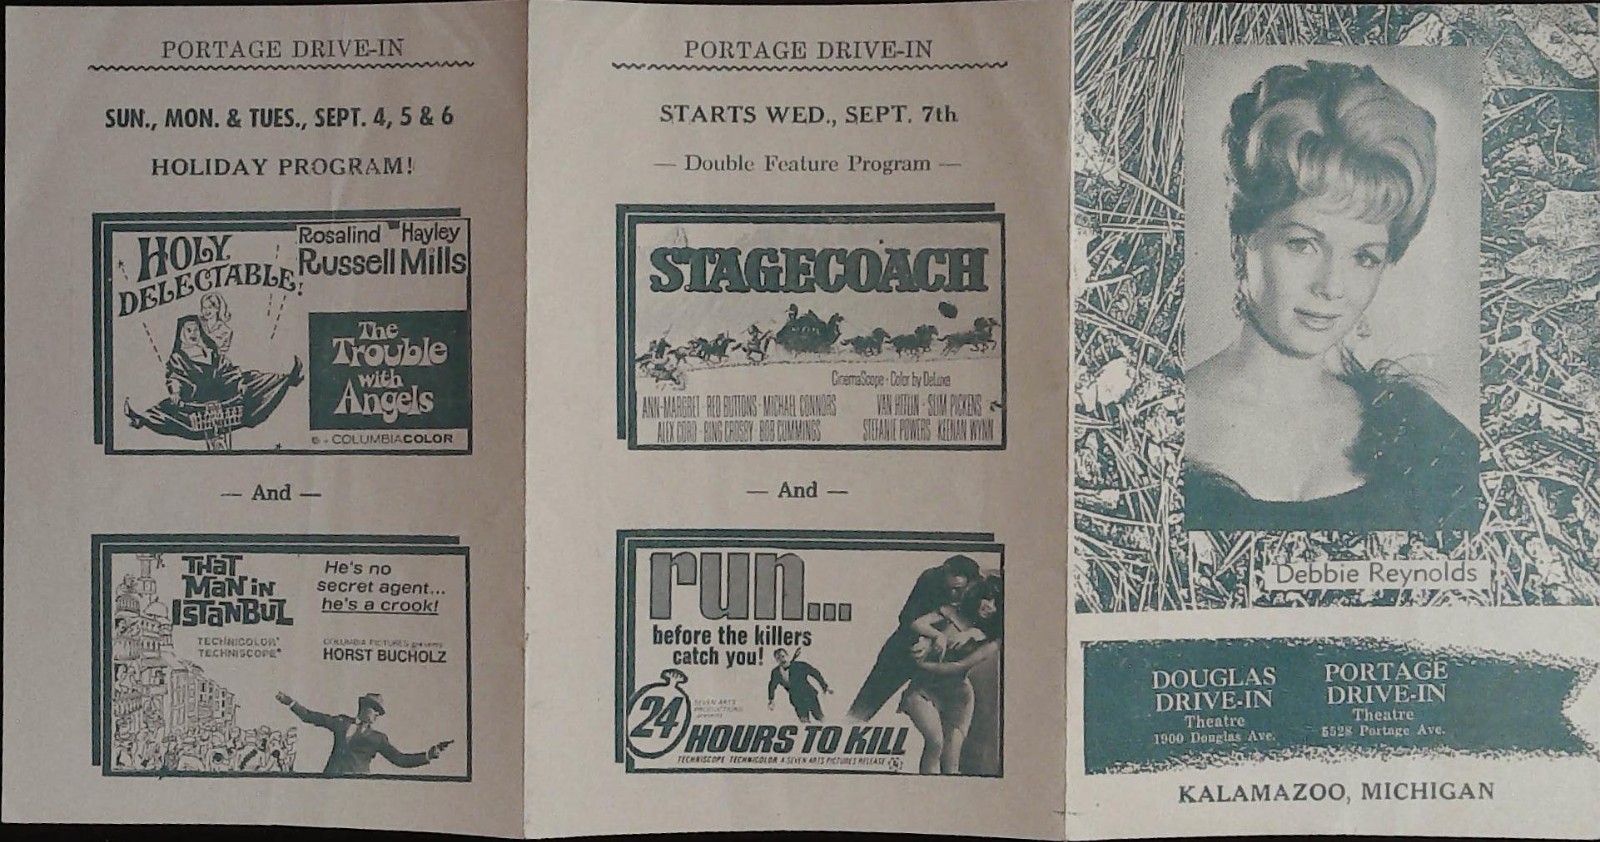 PORTAGE DRIVE-IN
SUN., MON. & TUES., SEPT. 4, 5 & 6
HOLIDAY PROGRAM!
HOLY
DELECTABLE!
Rosalind Hayley
Russell Mills
The
Trouble
with
Angels
COLUMBIACOLOR
— And —
THAT
MAN IN
ISTANBUL
TECHNICOLOR®
TECHNISCOPE®
He's no
secret agent...
he's a crook!
COLUMBIA PICTURES presents
HORST BUCHOLZ
PORTAGE DRIVE-IN
STARTS WED., SEPT. 7th
— Double Feature Program —
STAGECOACH
CinemaScope · Color by DeLuxe
ANN-MARGRET · RED BUTTONS · MICHAEL CONNORS
ALEX CORD · BING CROSBY · BOB CUMMINGS
VAN HEFLIN · SLIM PICKENS
STEFANIE POWERS · KEENAN WYNN
— And —
run...
before the killers
catch you!
SEVEN ARTS
PRODUCTIONS
presents
24
HOURS TO KILL
TECHNISCOPE TECHNICOLOR A SEVEN ARTS PICTURES RELEASE
Debbie Reynolds
DOUGLAS
DRIVE-IN
Theatre
1900 Douglas Ave.
PORTAGE
DRIVE-IN
Theatre
5528 Portage Ave.
KALAMAZOO, MICHIGAN